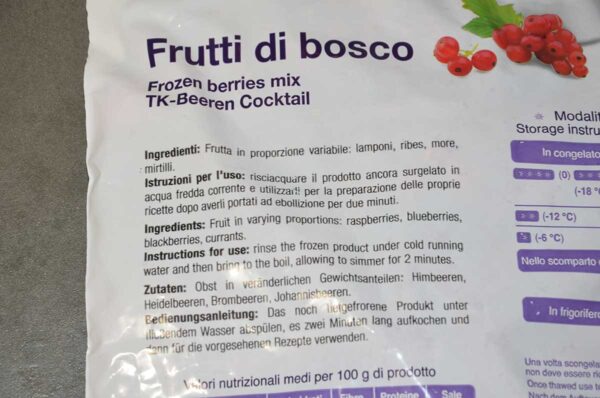 Frutti di bosco
Frozen berries mix
TK-Beeren Cocktail
Ingredienti: Frutta in proporzione variabile: lamponi, ribes, more,
mirtilli.
Istruzioni per l'uso: risciacquare il prodotto ancora surgelato in
acqua fredda corrente e utilizzarli per la preparazione delle proprie
ricette dopo averli portati ad ebollizione per due minuti.
Ingredients: Fruit in varying proportions: raspberries, blueberries,
blackberries, currants.
Instructions for use: rinse the frozen product under cold running
water and then bring to the boil, allowing to simmer for 2 minutes.
Zutaten: Obst in veränderlichen Gewichtsanteilen: Himbeeren,
Heidelbeeren, Brombeeren, Johannisbeeren.
Bedienungsanleitung: Das noch tiefgefrorene Produkt unter
fließendem Wasser abspülen, es zwei Minuten lang aufkochen und
dann für die vorgesehenen Rezepte verwenden.
Valori nutrizionali medi per 100 g di prodotto
Fibre Proteine Sale
Modalit
Storage instru
In congelato
(0)
(-18 °
(-12 °C)
(-6 °C)
Nello scomparto
In frigorifero
Una volta scongela
non deve essere ric
Once thawed use
Nach dem